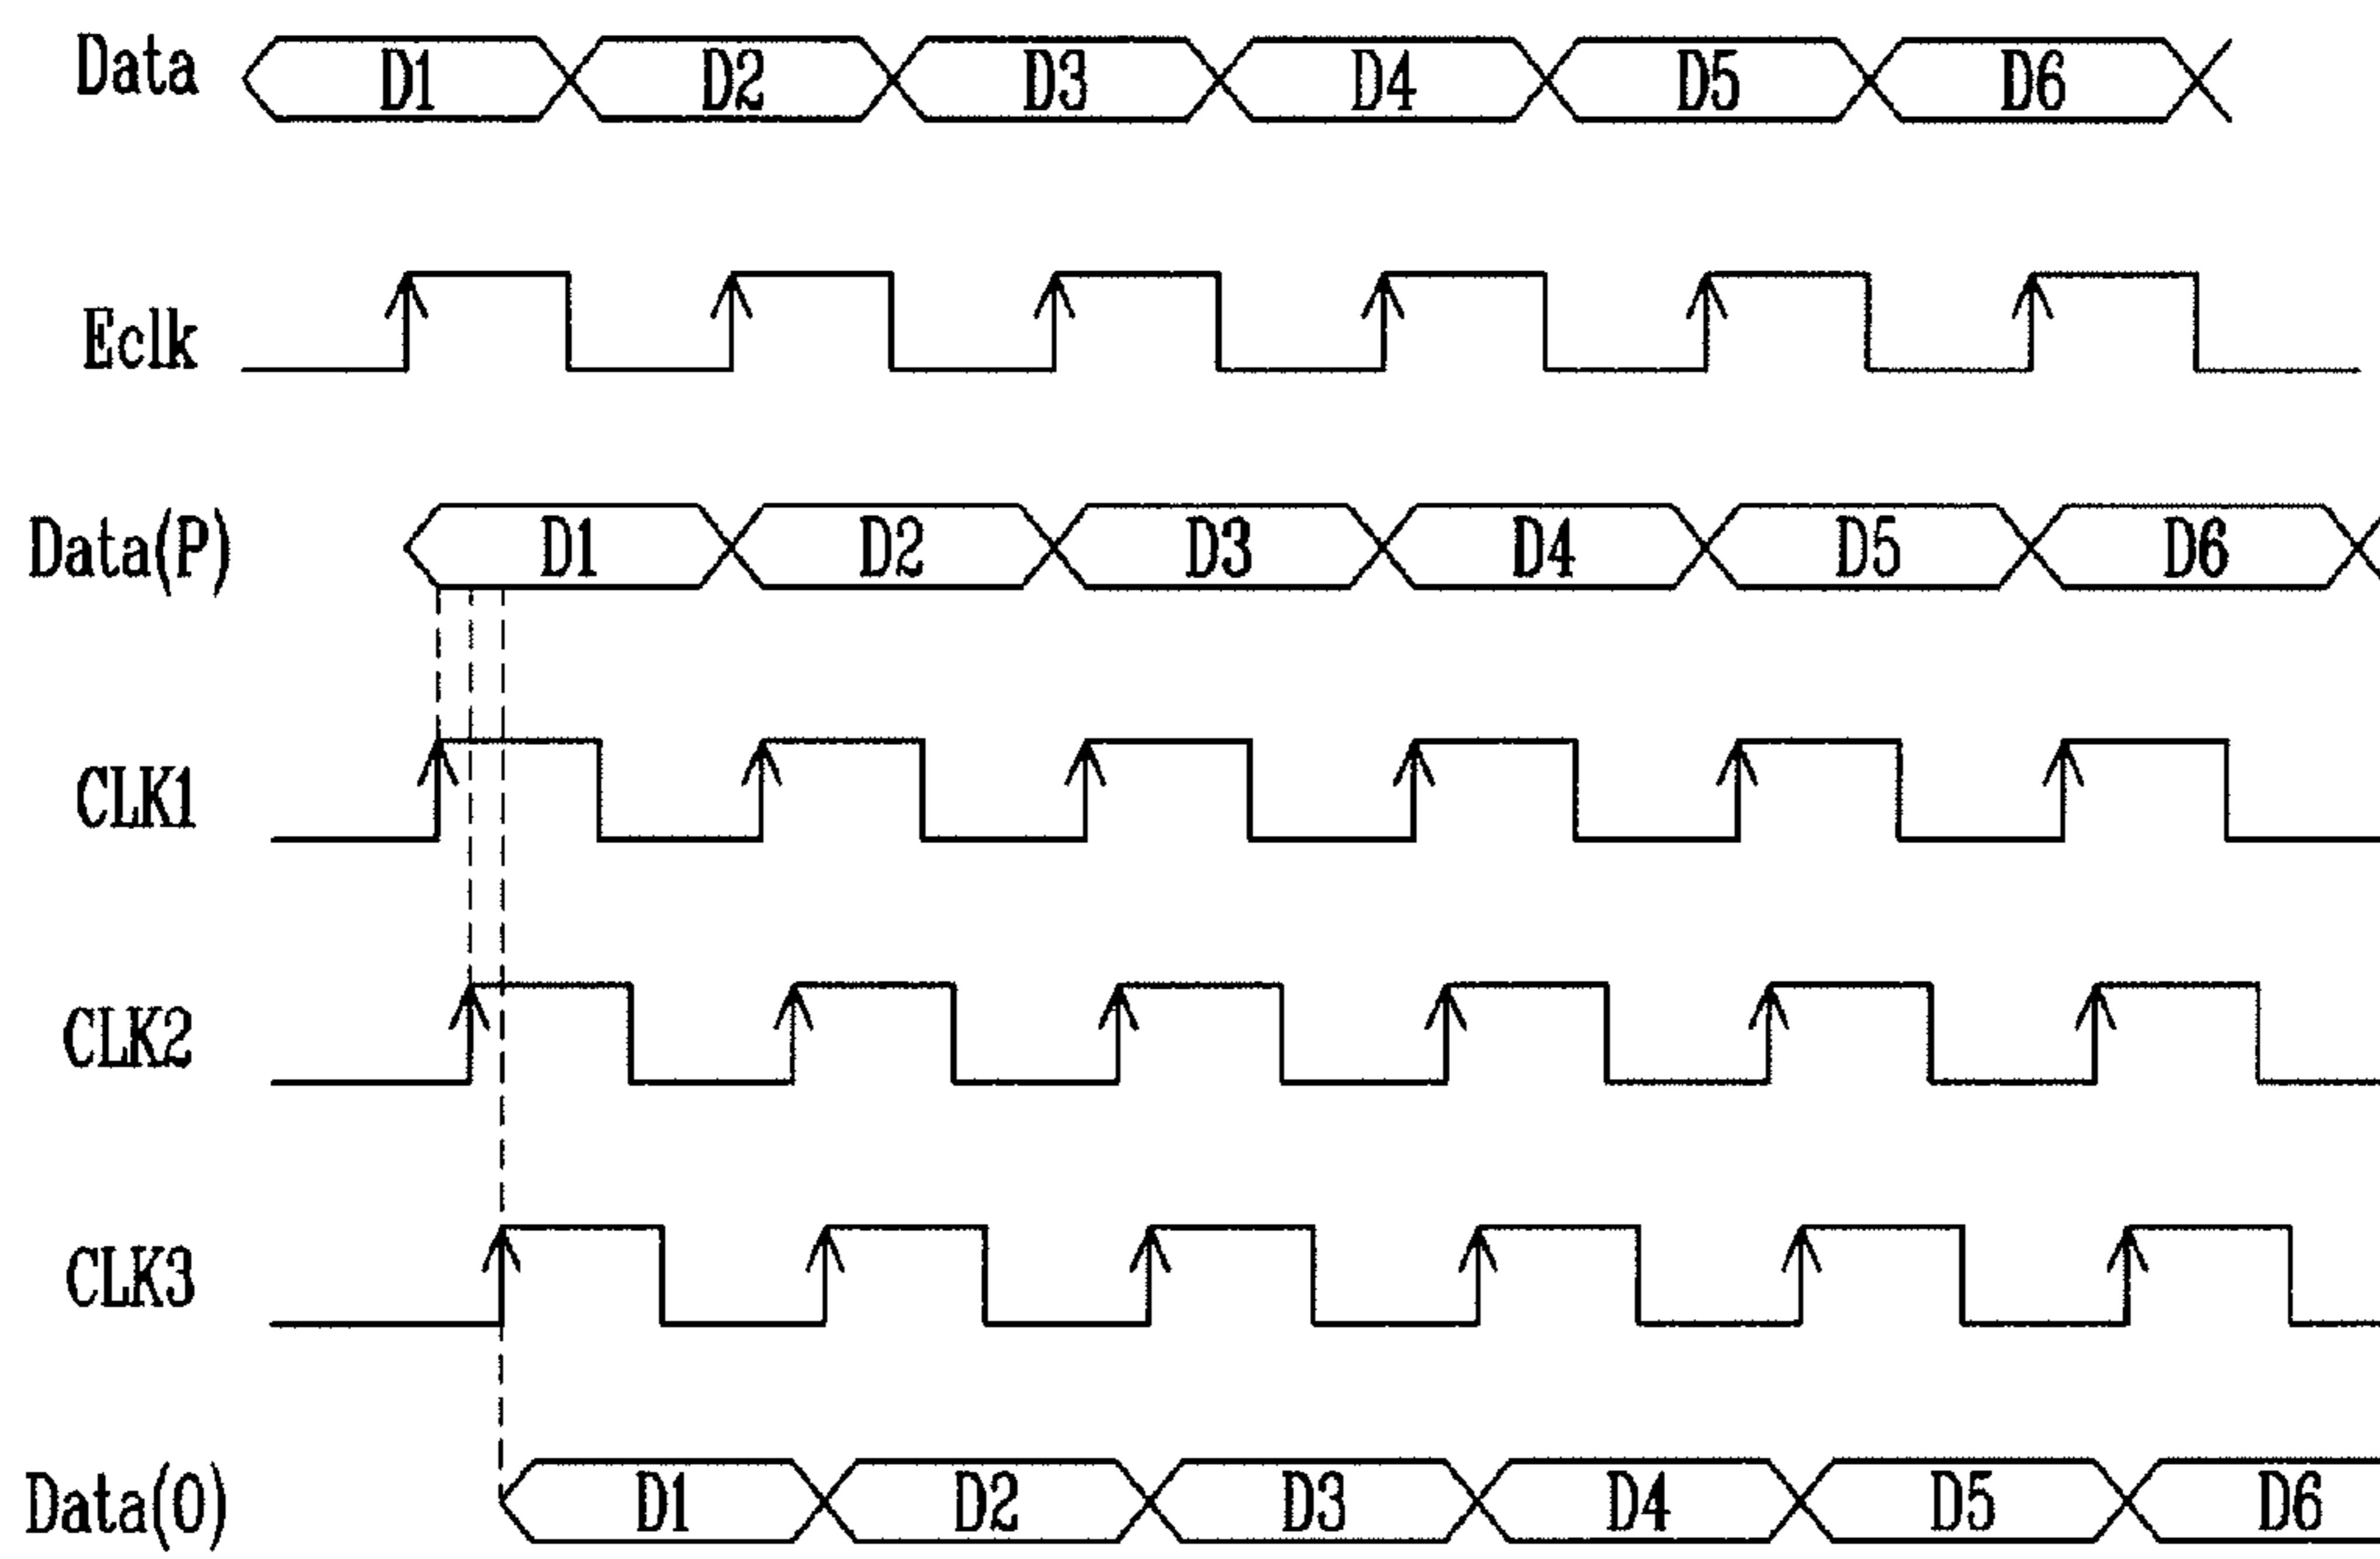 Data D1 D2 D3 D4 D5 D6
Eclk
Data(P) D1 D2 D3 D4 D5 D6
CLK1
CLK2
CLK3
Data(O) D1 D2 D3 D4 D5 D6